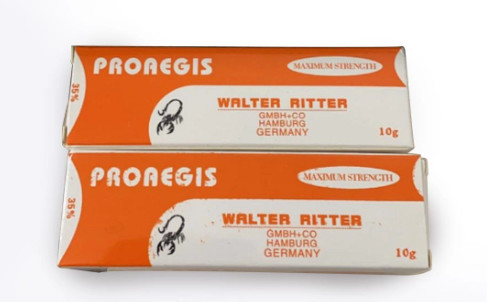 PROAEGIS
MAXIMUM STRENGTH
35%
WALTER RITTER
GMBH+CO
HAMBURG
GERMANY
10g
PROAEGIS
MAXIMUM STRENGTH
35%
WALTER RITTER
GMBH+CO
HAMBURG
GERMANY
10g